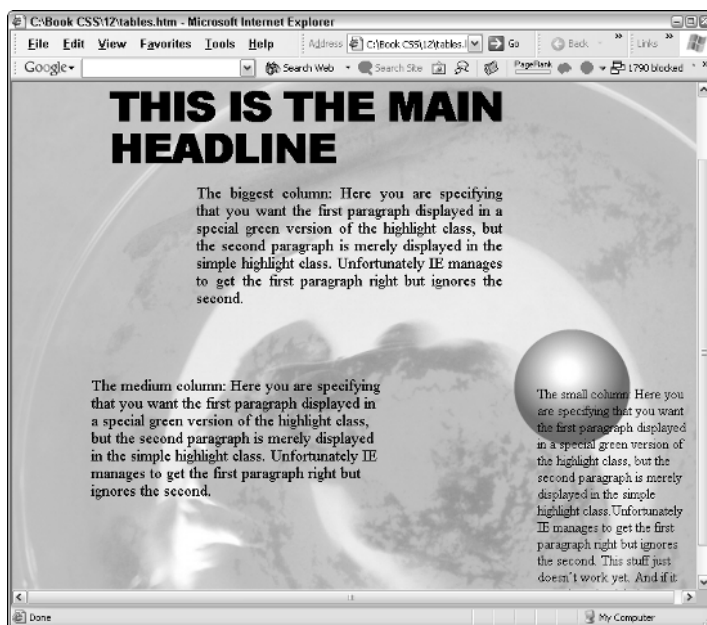 C:\Book CSS\12\tables.htm - Microsoft Internet Explorer
File Edit View Favorites Tools Help Address C:\Book CSS\12\tables.l Go Back » Links »
Google Search Web Search Site PageRank 1790 blocked »
THIS IS THE MAIN
HEADLINE
The biggest column: Here you are specifying
that you want the first paragraph displayed in a
special green version of the highlight class, but
the second paragraph is merely displayed in the
simple highlight class. Unfortunately IE manages
to get the first paragraph right but ignores the
second.
The medium column: Here you are specifying
that you want the first paragraph displayed in
a special green version of the highlight class,
but the second paragraph is merely displayed
in the simple highlight class. Unfortunately IE
manages to get the first paragraph right but
ignores the second.
The small column: Here you
are specifying that you want
the first paragraph displayed
in a special green version of
the highlight class, but the
second paragraph is merely
displayed in the simple
highlight class.Unfortunately
IE manages to get the first
paragraph right but ignores
the second. This stuff just
doesn't work yet. And if it
Done My Computer